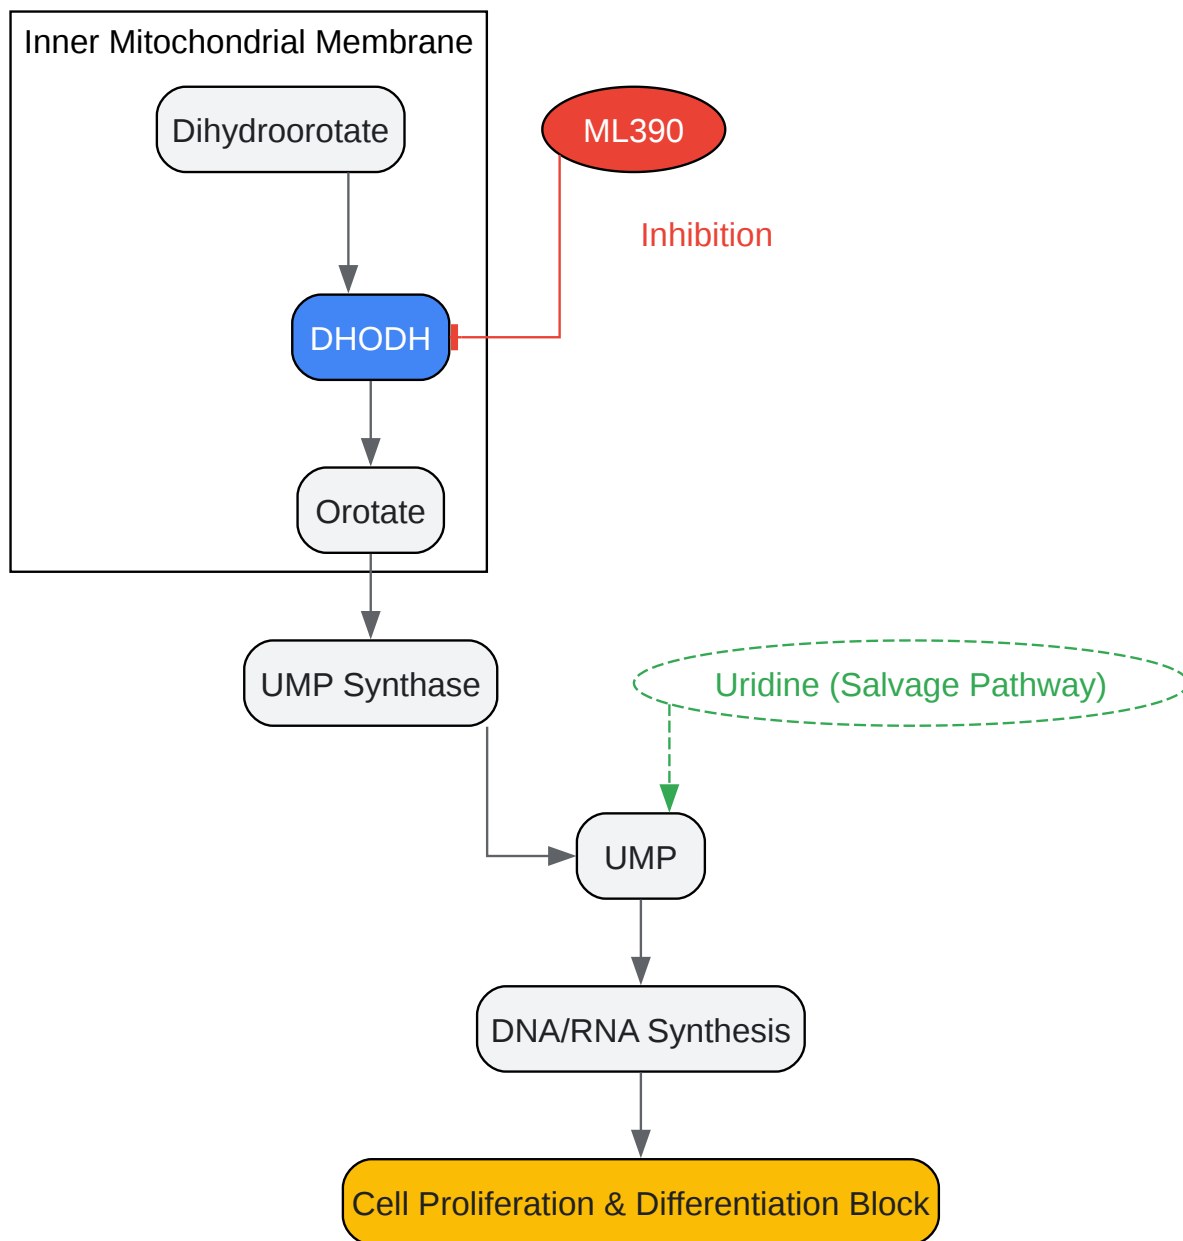 Inner Mitochondrial Membrane
Dihydroorotate
ML390
Inhibition
DHODH
Orotate
UMP Synthase
Uridine (Salvage Pathway)
UMP
DNA/RNA Synthesis
Cell Proliferation & Differentiation Block